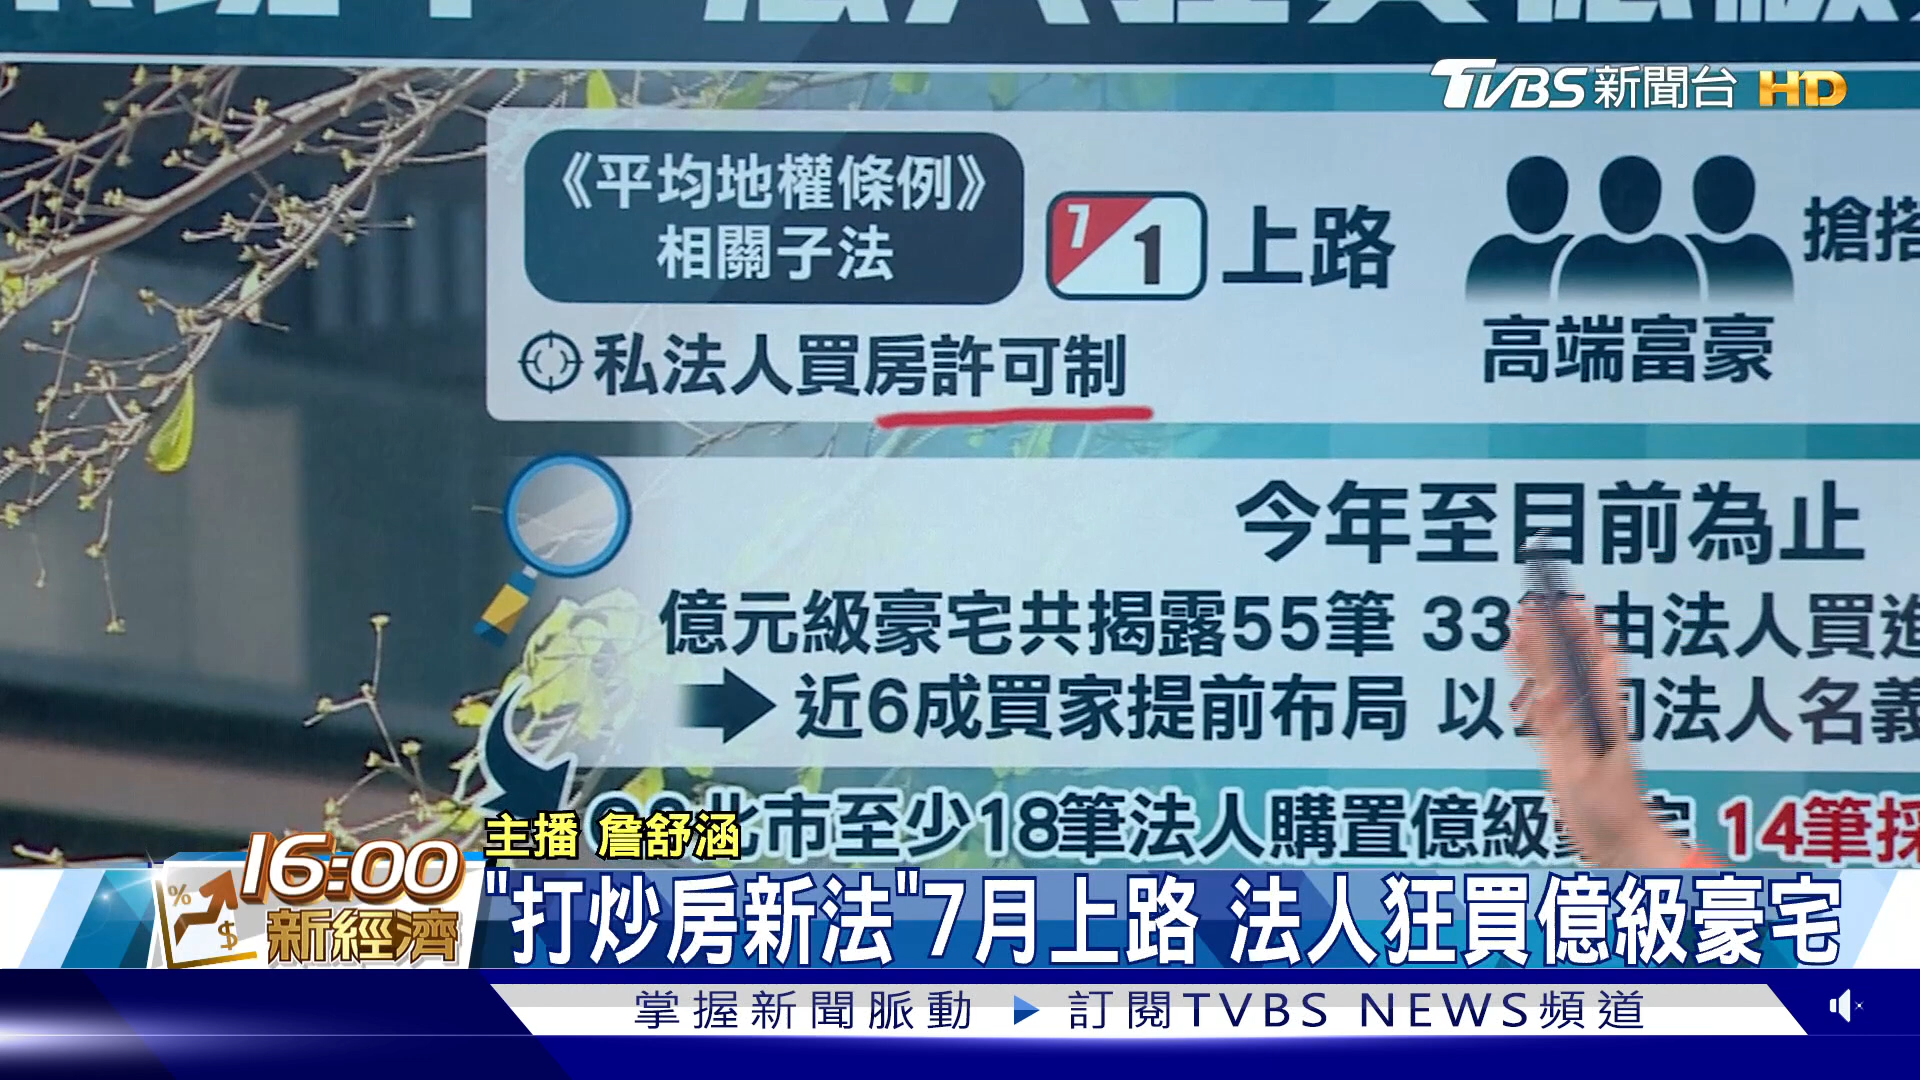 TVBS新聞台 HD
《平均地權條例》
相關子法
7 1 上路
高端富豪
搶搭
私法人買房許可制
今年至目前為止
億元級豪宅共揭露55筆 33 由法人買進
近6成買家提前布局 以 司法人名義
北市至少18筆法人購置億級豪宅 14筆採
主播 詹舒涵
16:00
% $
新經濟
"打炒房新法"7月上路 法人狂買億級豪宅
掌握新聞脈動 訂閱TVBS NEWS頻道